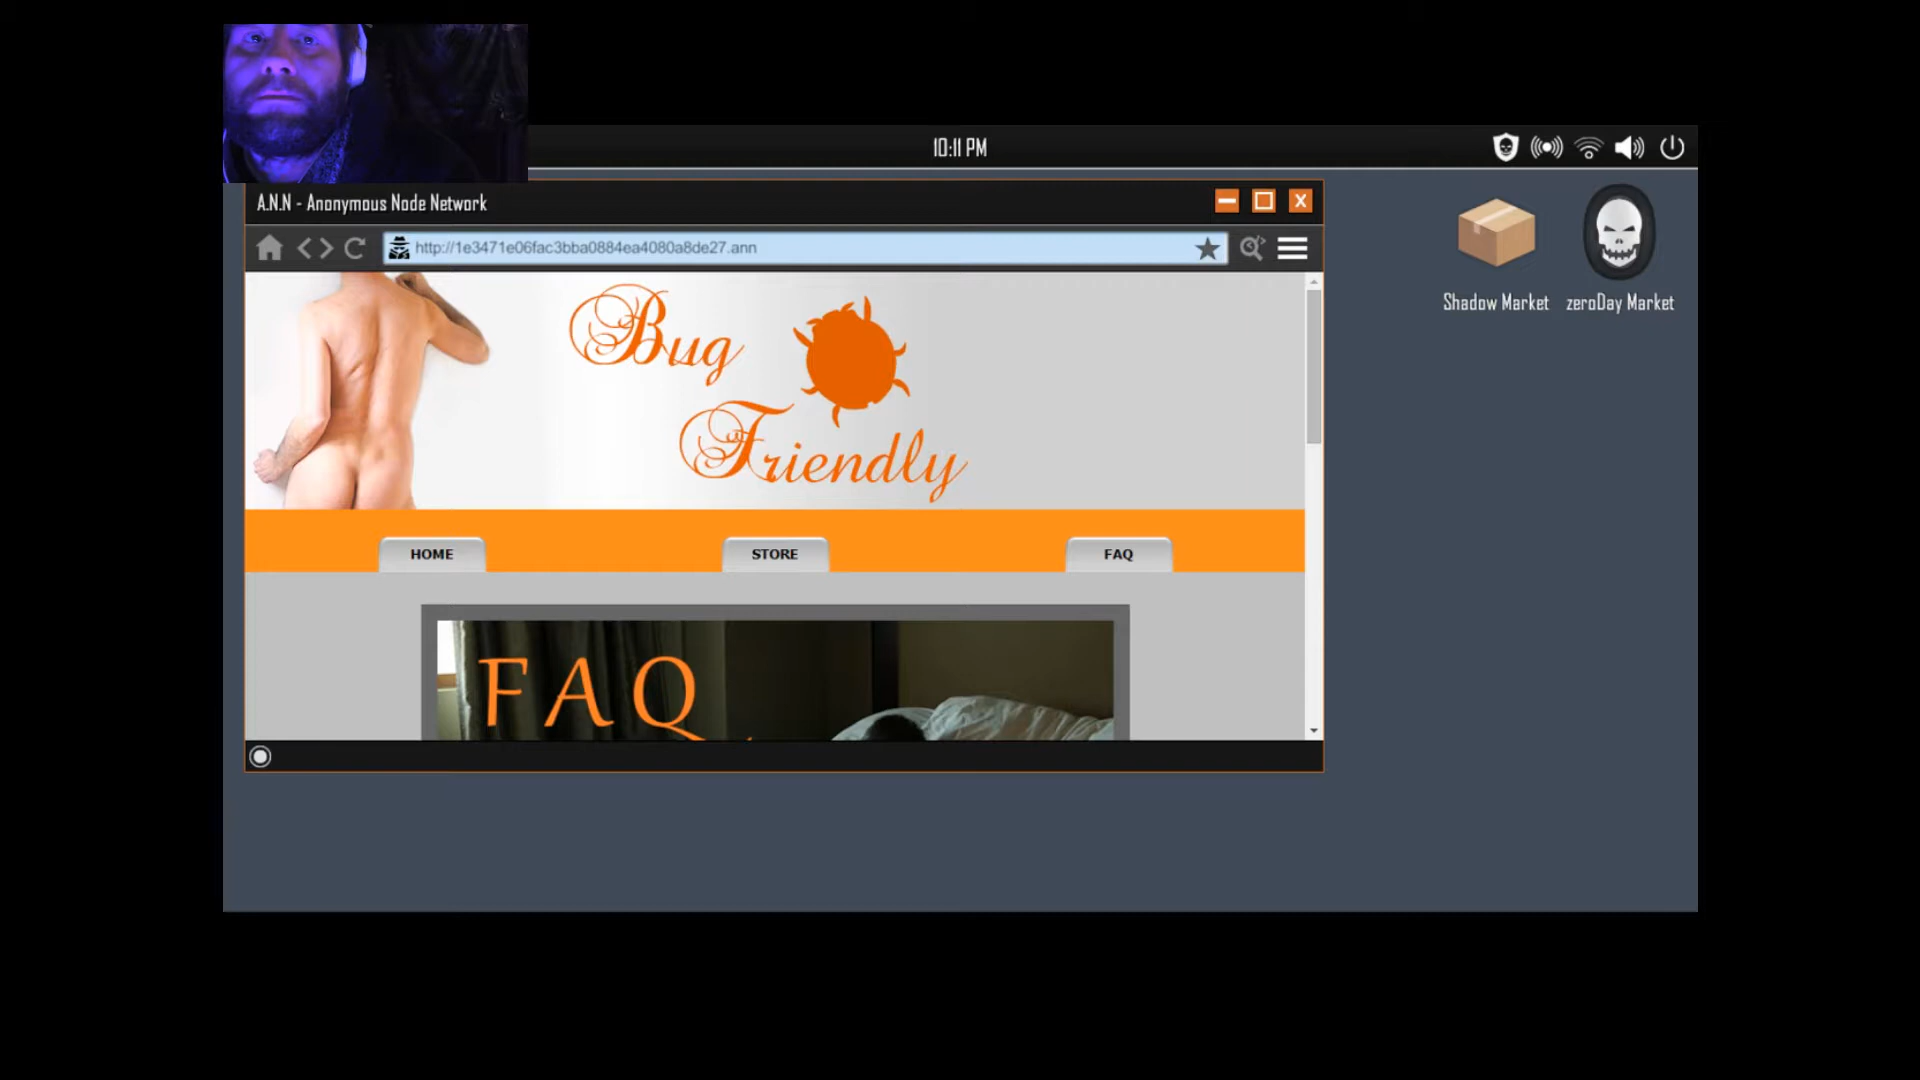 10:11 PM
A.N.N - Anonymous Node Network
http://1e3471e06fac3bba0884ea4080a8de27.ann
Shadow Market
zeroDay Market
Bug
Friendly
HOME
STORE
FAQ
FAQ